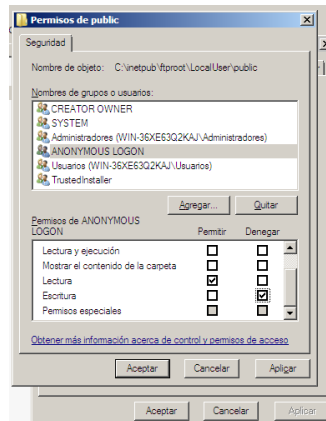 Permisos de public
Seguridad
Nombre de objeto: C:\inetpub\ftproot\LocalUser\public
Nombres de grupos o usuarios:
CREATOR OWNER
SYSTEM
Administradores (WIN-36XE63Q2KAJ\Administradores)
ANONYMOUS LOGON
Usuarios (WIN-36XE63Q2KAJ\Usuarios)
TrustedInstaller
Agregar... Quitar
Permisos de ANONYMOUS
LOGON Permitir Denegar
Lectura y ejecución
Mostrar el contenido de la carpeta
Lectura
Escritura
Permisos especiales
Obtener más información acerca de control y permisos de acceso
Aceptar Cancelar Aplicar
Aceptar Cancelar Aplicar